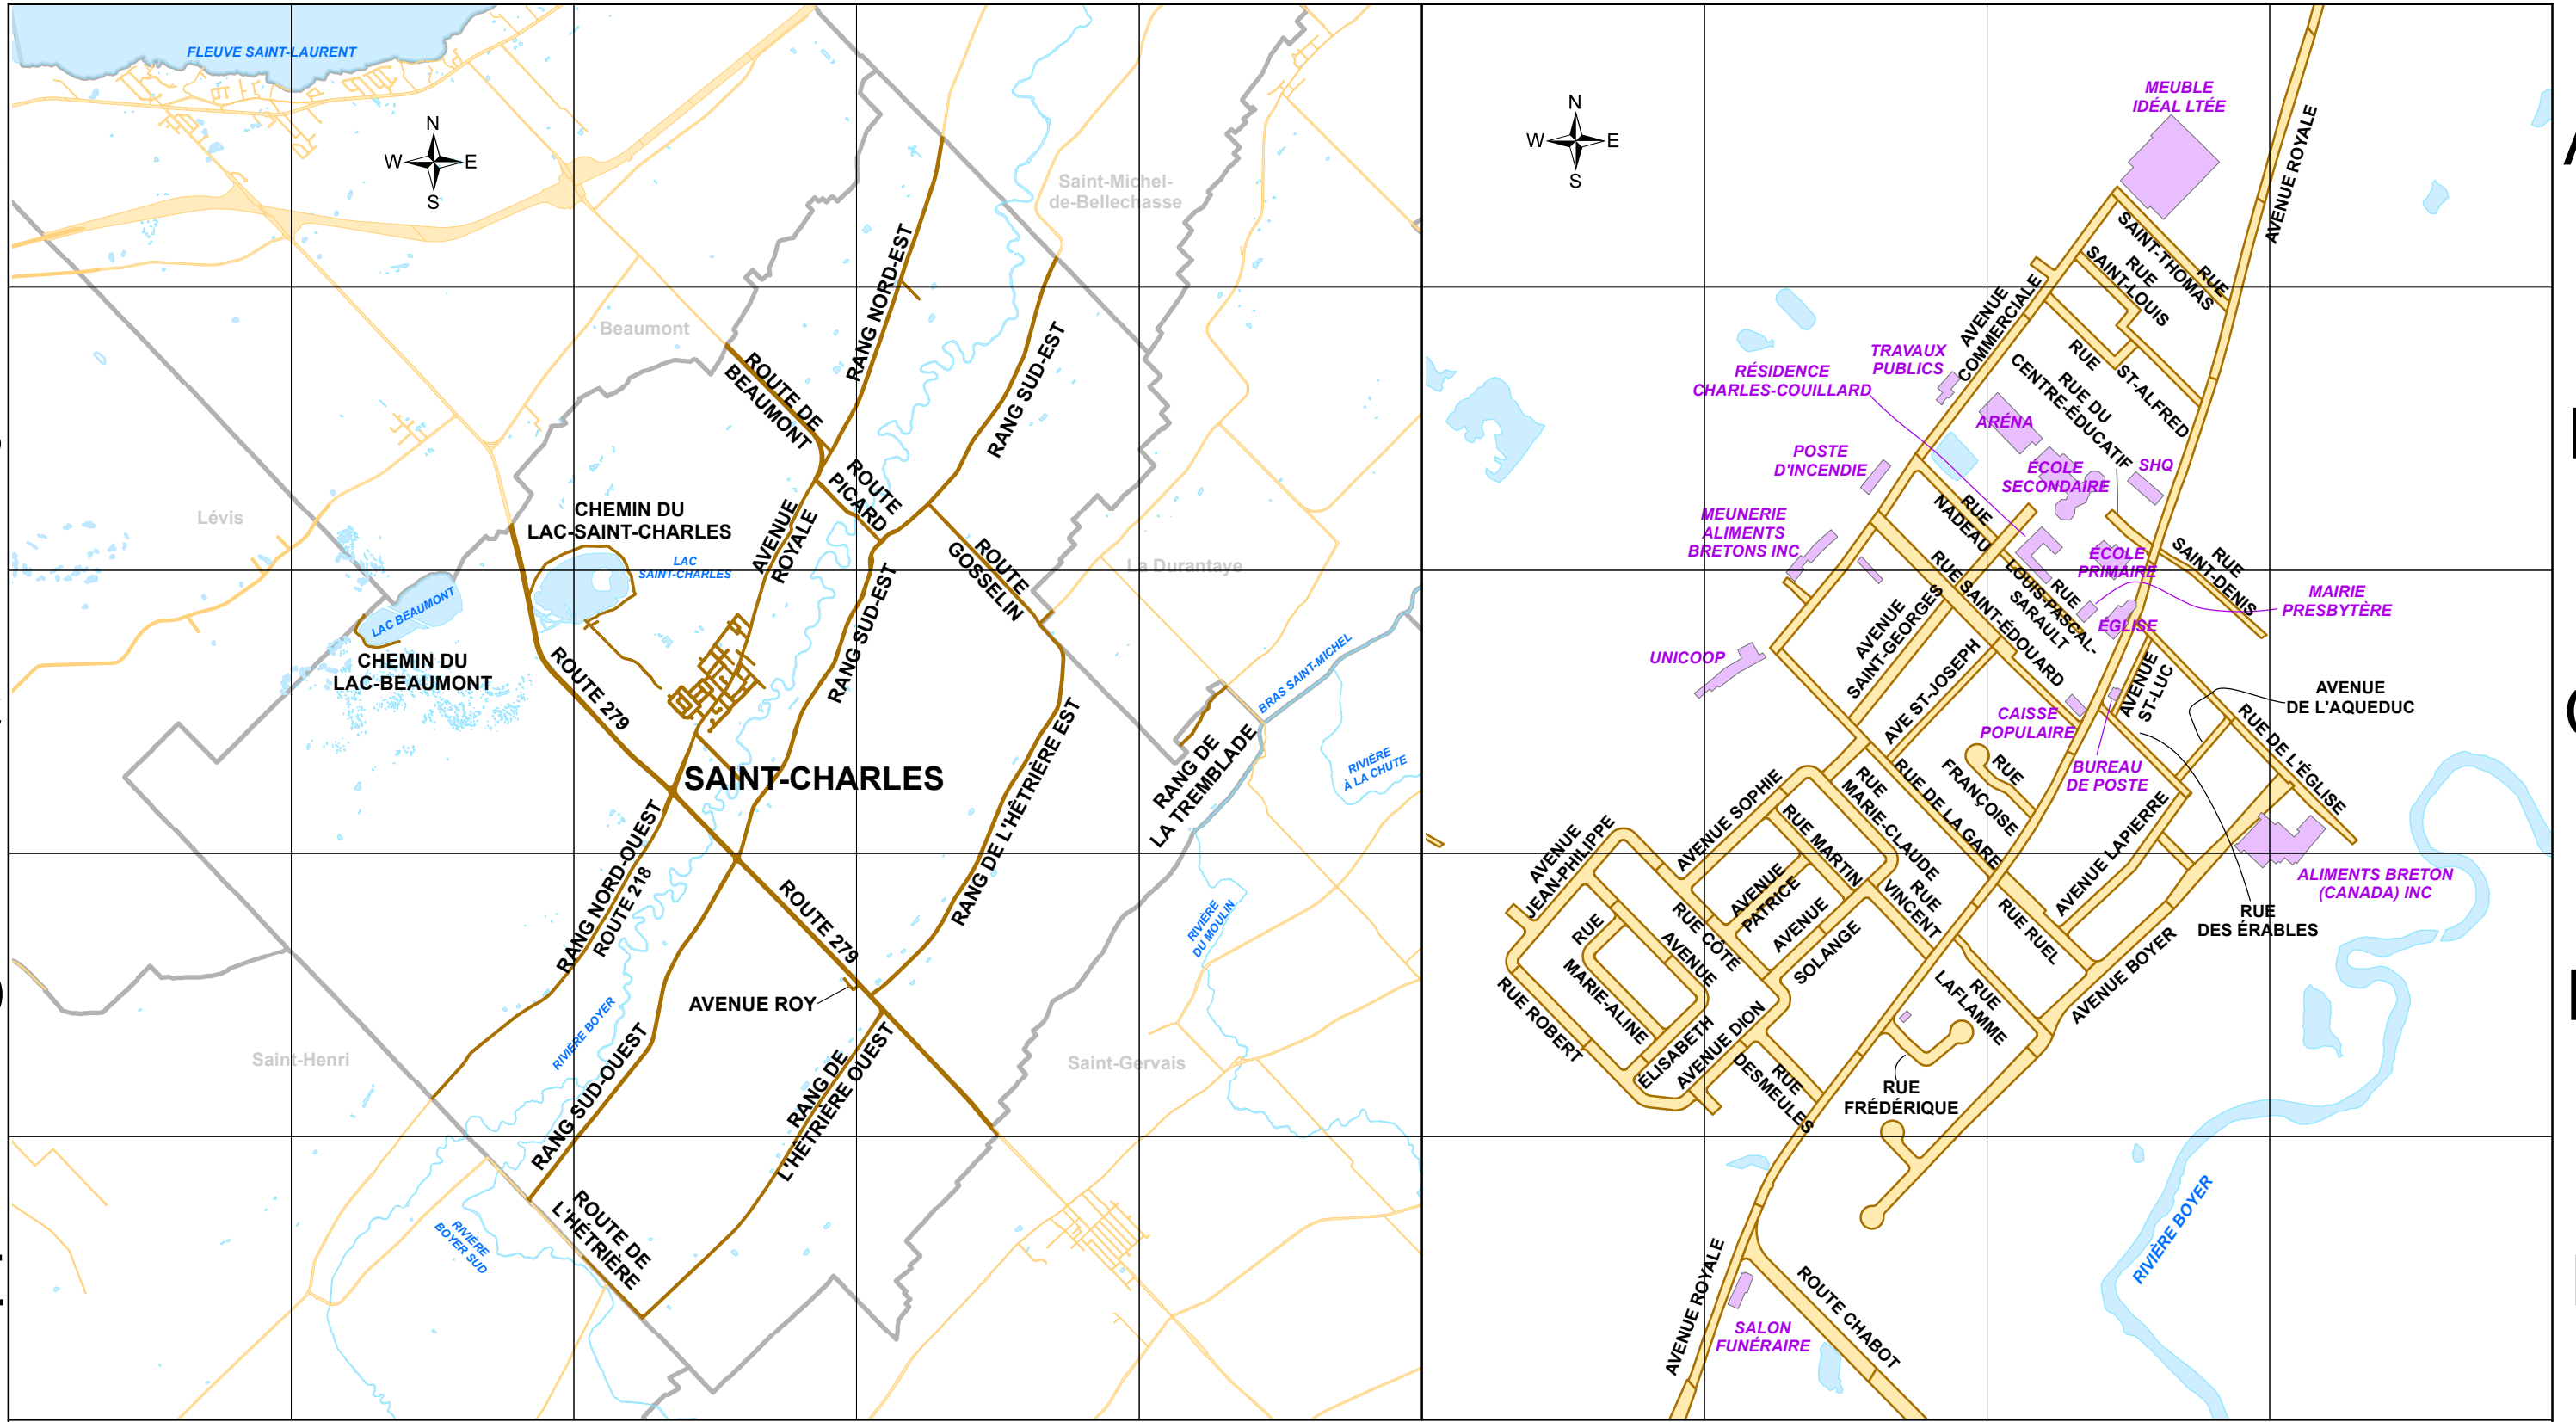 FLEUVE SAINT-LAURENT
N
W
E
S
Saint-Michel-
de-Bellechasse
Beaumont
RANG NORD-EST
ROUTE DE
BEAUMONT
RANG SUD-EST
ROUTE
PICARD
Lévis
CHEMIN DU
LAC-SAINT-CHARLES
LAC
SAINT-CHARLES
AVENUE
ROYALE
ROUTE
GOSSELIN
La Durantaye
LAC BEAUMONT
CHEMIN DU
LAC-BEAUMONT
RANG SUD-EST
ROUTE 279
BRAS SAINT-MICHEL
RIVIÈRE
À LA CHUTE
SAINT-CHARLES
RANG DE
LA TREMBLADE
RANG DE L'HÊTRIÈRE EST
RANG NORD-OUEST
ROUTE 218
ROUTE 279
RIVIÈRE
DU MOULIN
AVENUE ROY
RIVIÈRE BOYER
Saint-Henri
Saint-Gervais
RANG SUD-OUEST
RANG DE
L'HÊTRIÈRE OUEST
ROUTE DE
L'HÊTRIÈRE
RIVIÈRE
BOYER SUD
N
W
E
S
MEUBLE
IDÉAL LTÉE
AVENUE ROYALE
RUE
SAINT-THOMAS
RUE
SAINT-LOUIS
AVENUE
COMMERCIALE
TRAVAUX
PUBLICS
RÉSIDENCE
CHARLES-COUILLARD
RUE
ST-ALFRED
RUE DU
CENTRE-ÉDUCATIF
ARÉNA
POSTE
D'INCENDIE
ÉCOLE
SECONDAIRE
SHQ
MEUNERIE
ALIMENTS
BRETONS INC
RUE
NADEAU
ÉCOLE
PRIMAIRE
RUE
SAINT-DENIS
RUE
LOUIS-PASCAL-
SARAULT
MAIRIE
PRESBYTÈRE
ÉGLISE
RUE SAINT-ÉDOUARD
AVENUE
SAINT-GEORGES
UNICOOP
AVE ST-JOSEPH
AVENUE
ST-LUC
AVENUE
DE L'AQUEDUC
CAISSE
POPULAIRE
BUREAU
DE POSTE
RUE DE L'ÉGLISE
RUE
FRANÇOISE
RUE DE LA GARE
RUE
MARIE-CLAUDE
AVENUE SOPHIE
RUE MARTIN
AVENUE LAPIERRE
AVENUE
JEAN-PHILIPPE
ALIMENTS BRETON
(CANADA) INC
RUE
DES ÉRABLES
AVENUE
PATRICE
RUE
VINCENT
RUE RUEL
RUE CÔTÉ
AVENUE
SOLANGE
AVENUE BOYER
RUE
MARIE-ALINE
AVENUE
ÉLISABETH
RUE ROBERT
AVENUE DION
RUE
LAFLAMME
RUE
DESMEULES
RUE
FRÉDÉRIQUE
RIVIÈRE BOYER
AVENUE ROYALE
ROUTE CHABOT
SALON
FUNÉRAIRE